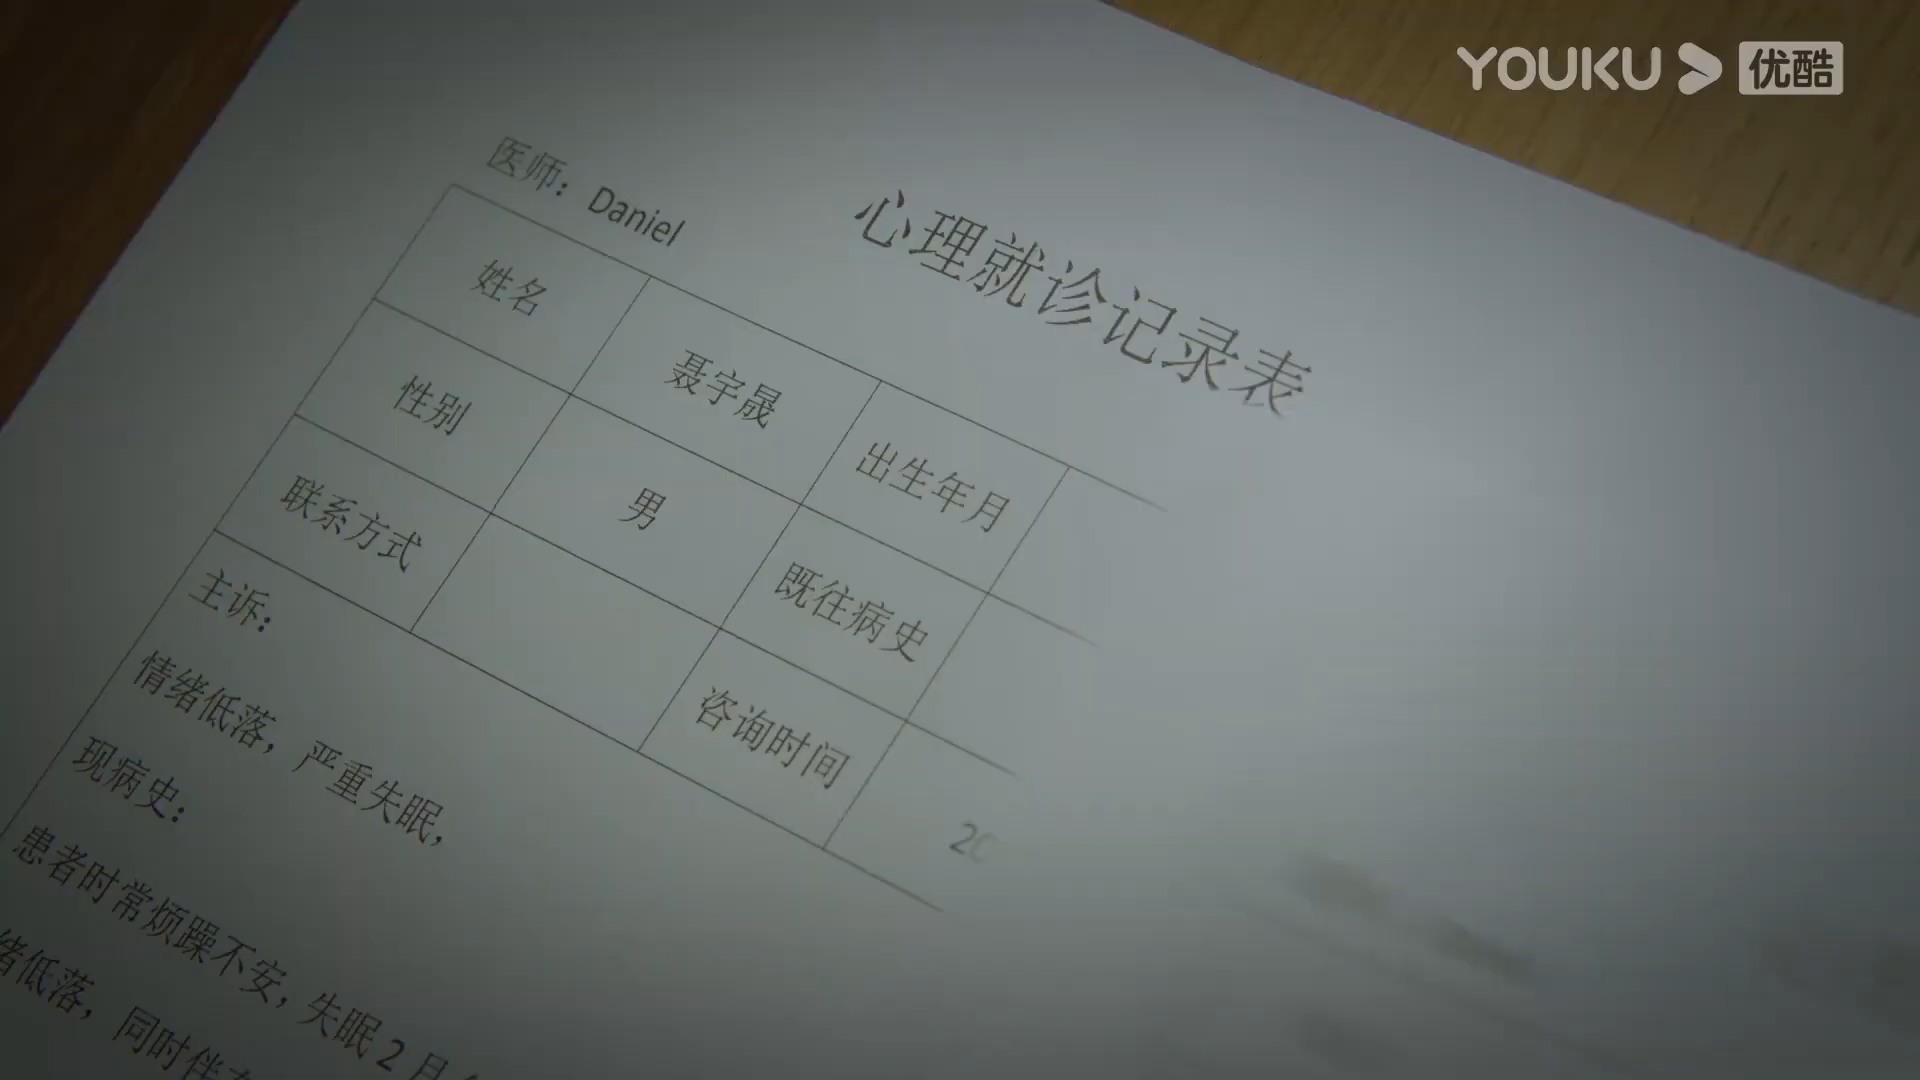 YOUKU 优酷
医师：Daniel
心理就诊记录表
姓名 聂宇晟 出生年月
性别 男 既往病史
联系方式 咨询时间 20
主诉：
情绪低落，严重失眠，
现病史：
患者时常烦躁不安，失眠2月
绪低落，同时伴